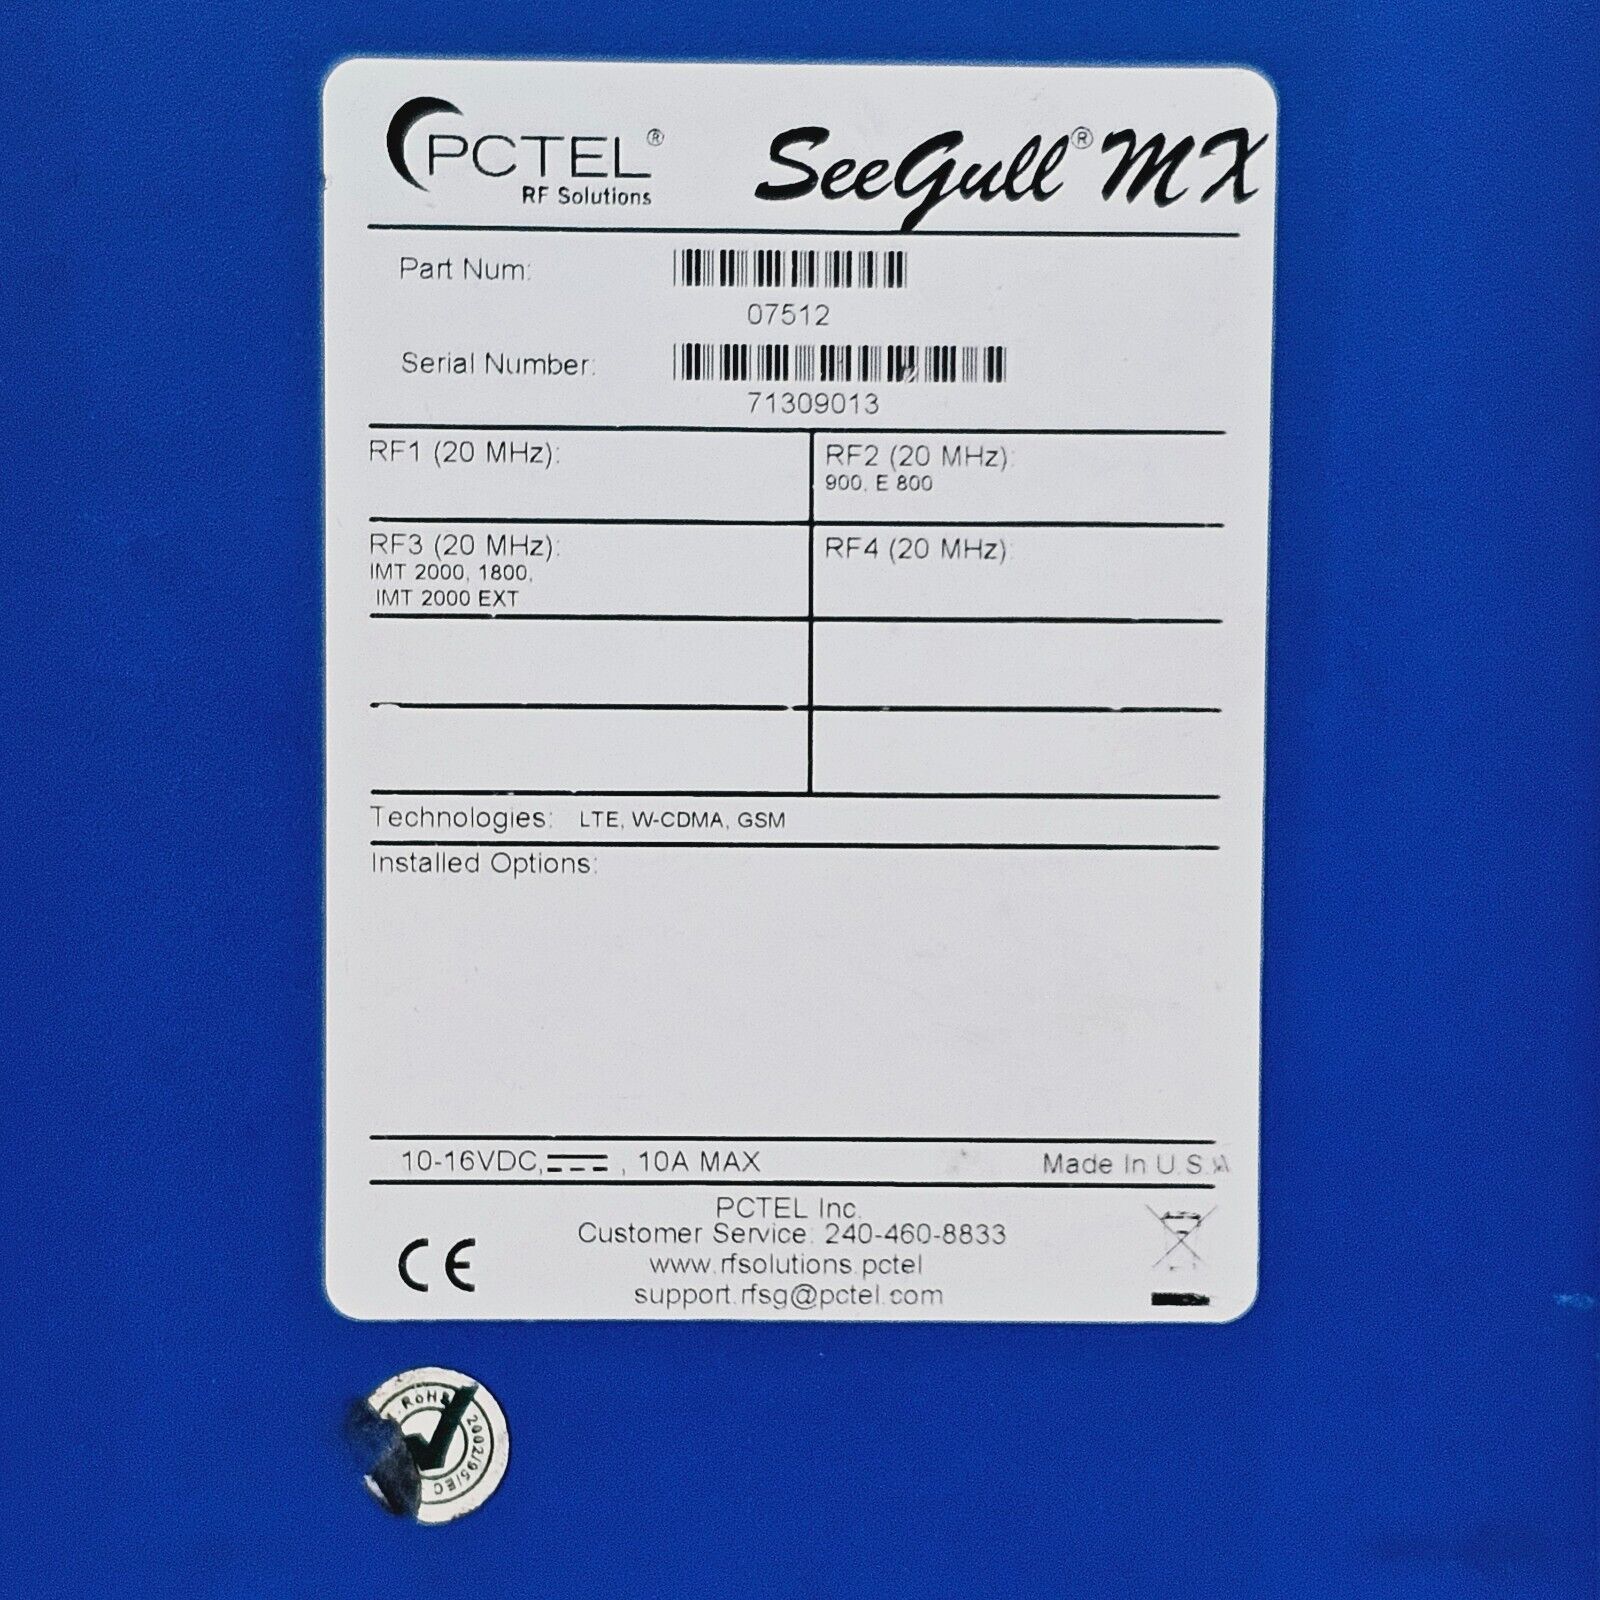 PCTEL®
RF Solutions
SeeGull® MX
Part Num:
07512
Serial Number:
71309013
RF1 (20 MHz):
RF2 (20 MHz):
900, E 800
RF3 (20 MHz):
IMT 2000, 1800,
IMT 2000 EXT
RF4 (20 MHz):
Technologies: LTE, W-CDMA, GSM
Installed Options:
10-16VDC, , 10A MAX
Made In U.S.A
PCTEL Inc.
Customer Service: 240-460-8833
www.rfsolutions.pctel
support.rfsg@pctel.com
CE
RoHS
2002/95/EC